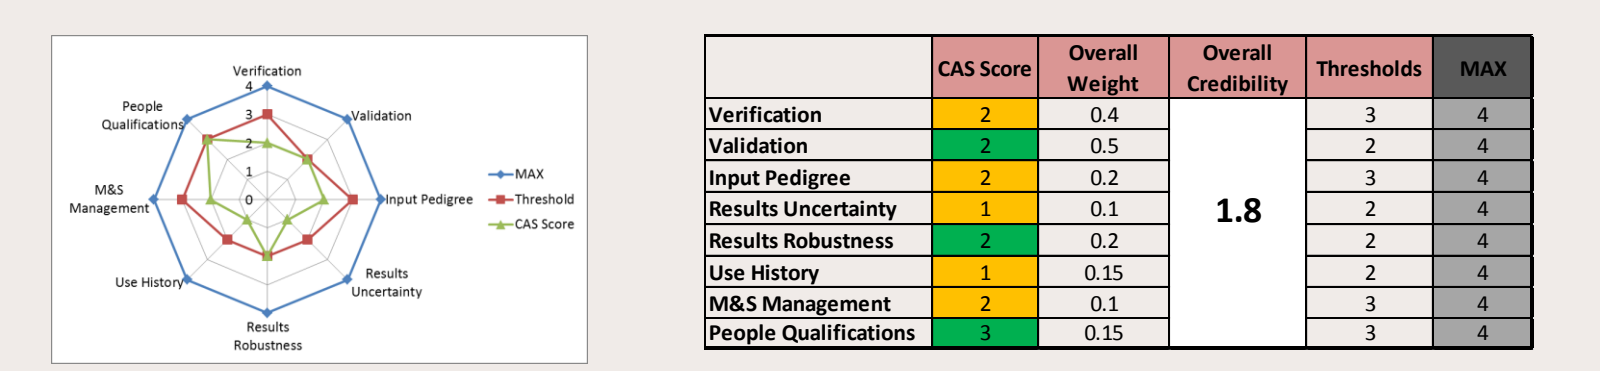 Verification
4
3
2
1
0
Validation
Input Pedigree
Results
Uncertainty
Results
Robustness
Use History
M&S
Management
People
Qualifications
MAX
Threshold
CAS Score
CAS Score Overall Weight Overall Credibility Thresholds MAX
Verification 2 0.4 3 4
Validation 2 0.5 2 4
Input Pedigree 2 0.2 3 4
Results Uncertainty 1 0.1 2 4
1.8
Results Robustness 2 0.2 2 4
Use History 1 0.15 2 4
M&S Management 2 0.1 3 4
People Qualifications 3 0.15 3 4